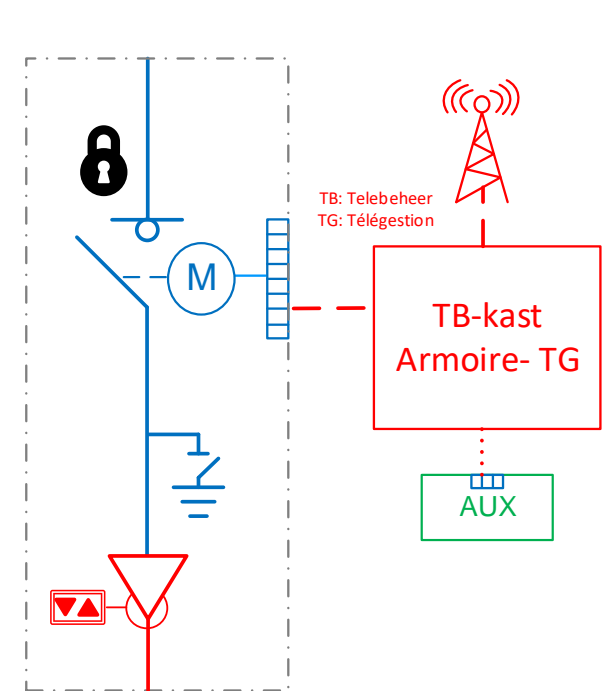 TB: Telebeheer
TG: Télégestion
M
TB-kast
Armoire- TG
AUX